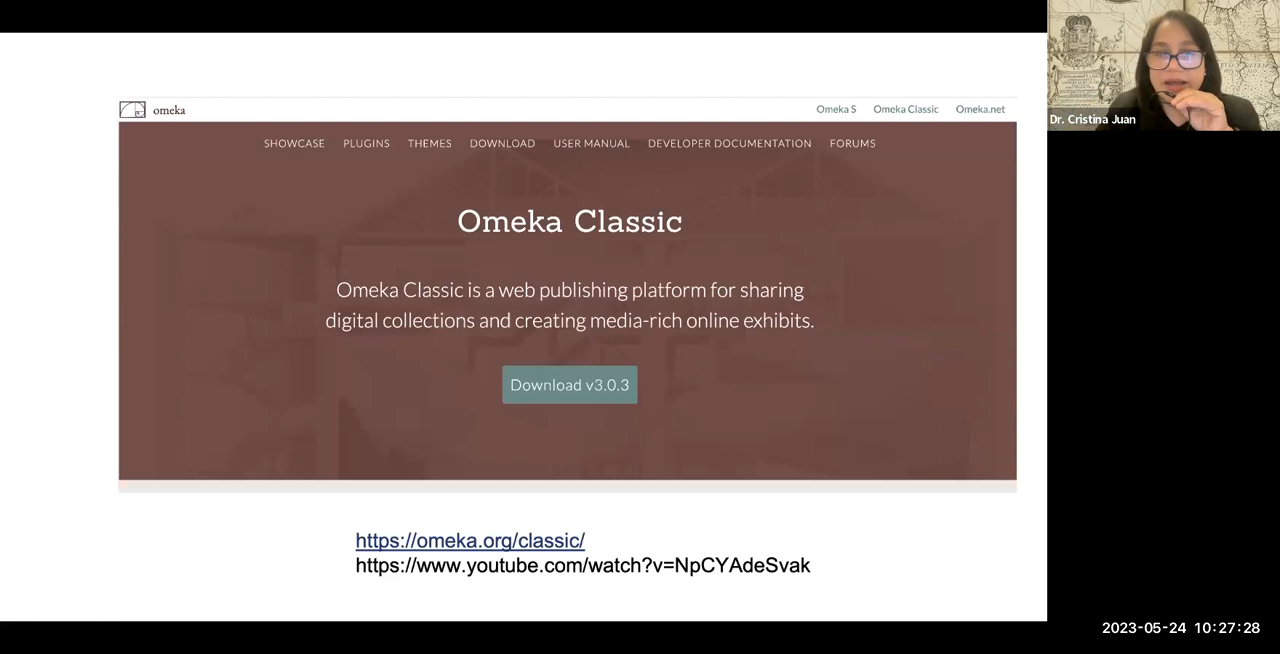 omeka
Omeka S Omeka Classic Omeka.net
SHOWCASE PLUGINS THEMES DOWNLOAD USER MANUAL DEVELOPER DOCUMENTATION FORUMS
Omeka Classic
Omeka Classic is a web publishing platform for sharing
digital collections and creating media-rich online exhibits.
Download v3.0.3
https://omeka.org/classic/
https://www.youtube.com/watch?v=NpCYAdeSvak
Dr. Cristina Juan
2023-05-24 10:27:28